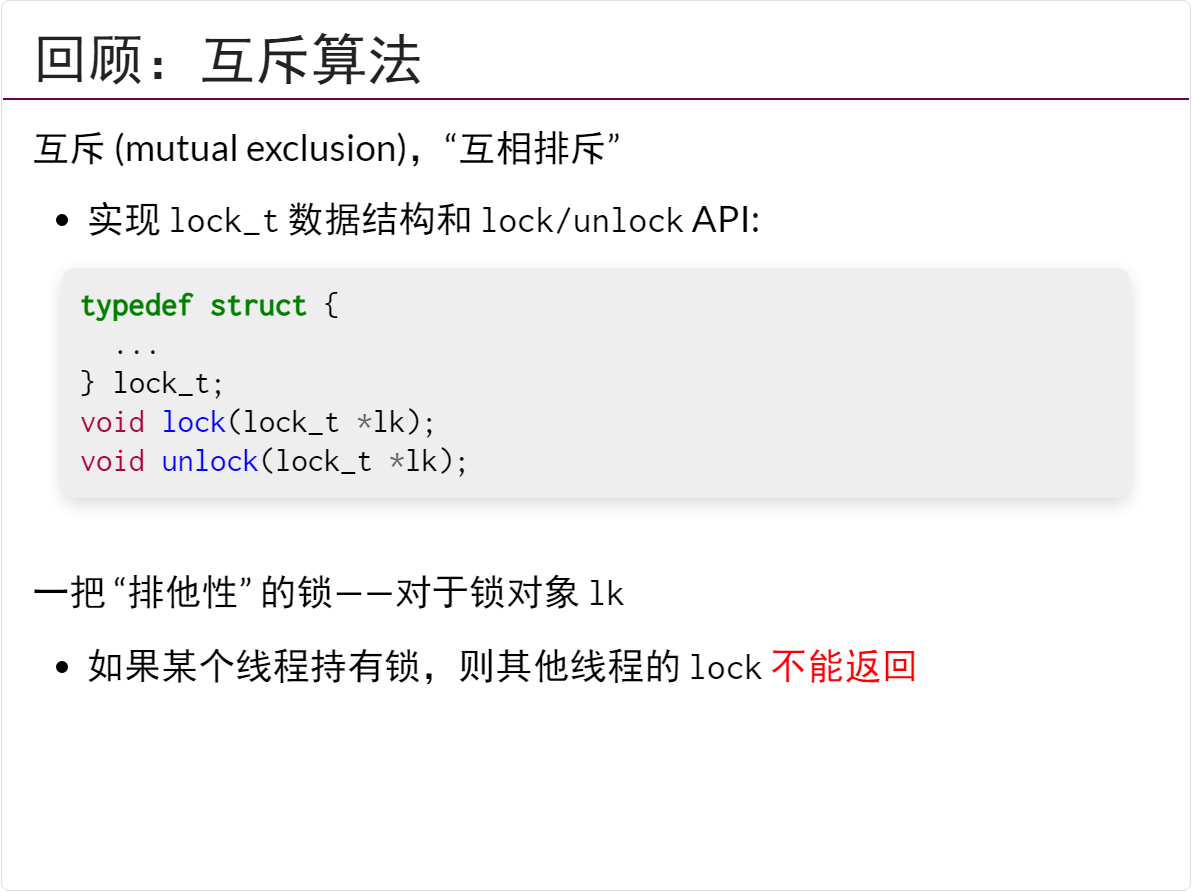 回顾：互斥算法
互斥 (mutual exclusion)，“互相排斥”
• 实现 lock_t 数据结构和 lock/unlock API:
typedef struct {
  ...
} lock_t;
void lock(lock_t *lk);
void unlock(lock_t *lk);
一把 “排他性” 的锁——对于锁对象 lk
• 如果某个线程持有锁，则其他线程的 lock 不能返回